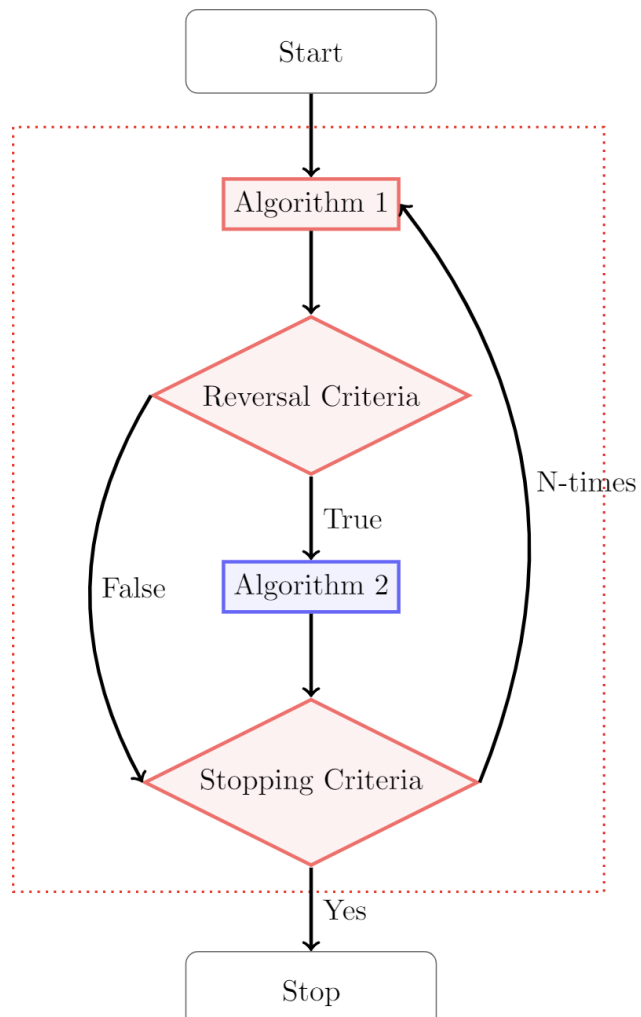 Start
Algorithm 1
Reversal Criteria
N-times
True
Algorithm 2
False
Stopping Criteria
Yes
Stop